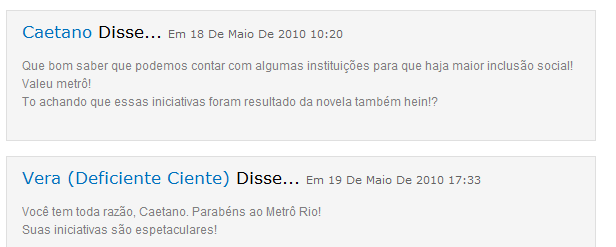 Caetano Disse... Em 18 De Maio De 2010 10:20
Que bom saber que podemos contar com algumas instituições para que haja maior inclusão social!
Valeu metrô!
To achando que essas iniciativas foram resultado da novela também hein!?
Vera (Deficiente Ciente) Disse... Em 19 De Maio De 2010 17:33
Você tem toda razão, Caetano. Parabéns ao Metrô Rio!
Suas iniciativas são espetaculares!